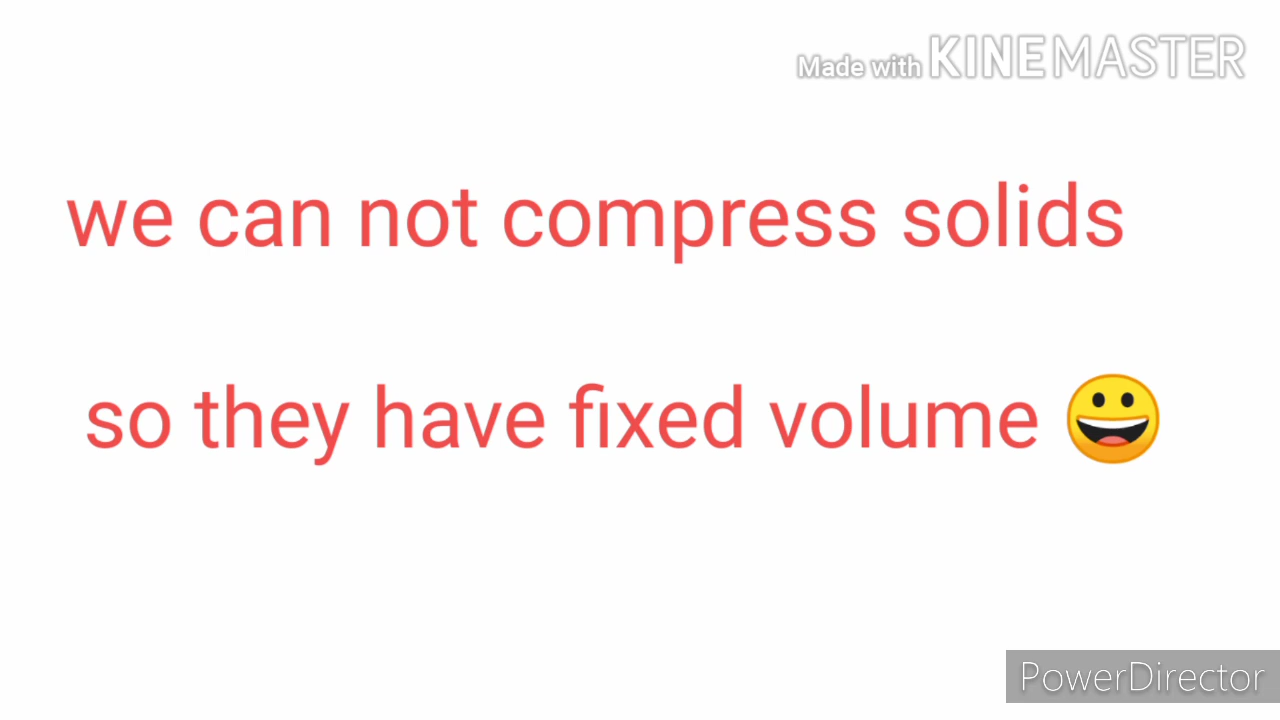 Made with KINEMASTER
we can not compress solids
so they have fixed volume 😀
PowerDirector